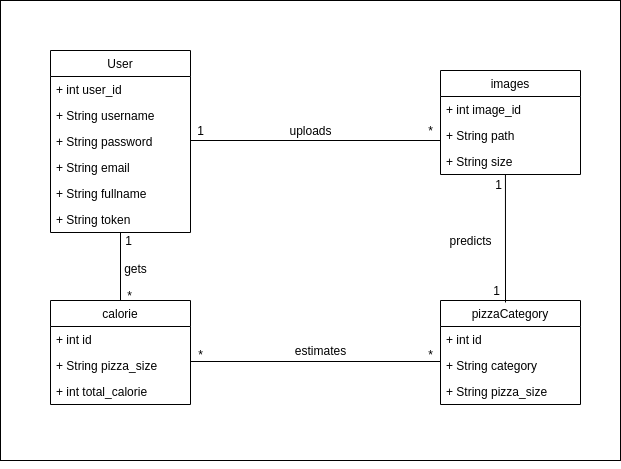 User
+ int user_id
+ String username
+ String password
+ String email
+ String fullname
+ String token
1 uploads *
images
+ int image_id
+ String path
+ String size
1
gets
*
1
predicts
1
calorie
+ int id
+ String pizza_size
+ int total_calorie
* estimates *
pizzaCategory
+ int id
+ String category
+ String pizza_size